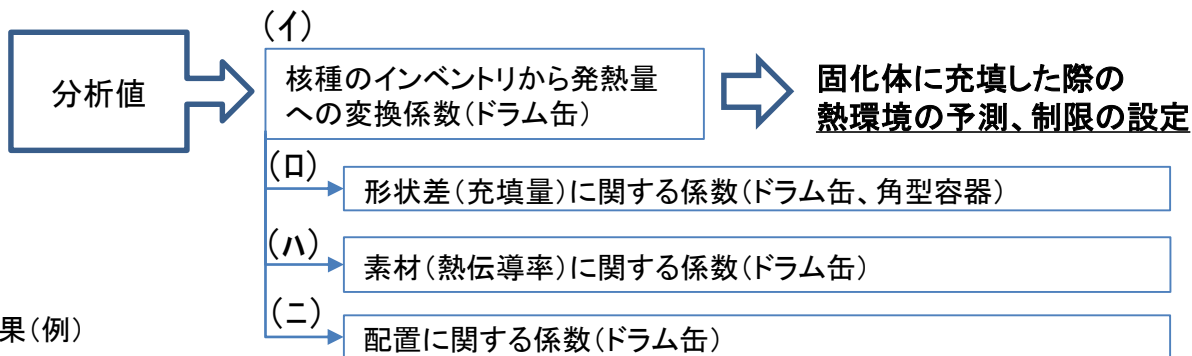 (イ)
分析値
核種のインベントリから発熱量
への変換係数(ドラム缶)
固化体に充填した際の
熱環境の予測、制限の設定
(ロ)
形状差(充填量)に関する係数(ドラム缶、角型容器)
(ハ)
素材(熱伝導率)に関する係数(ドラム缶)
(ニ)
配置に関する係数(ドラム缶)
果(例)